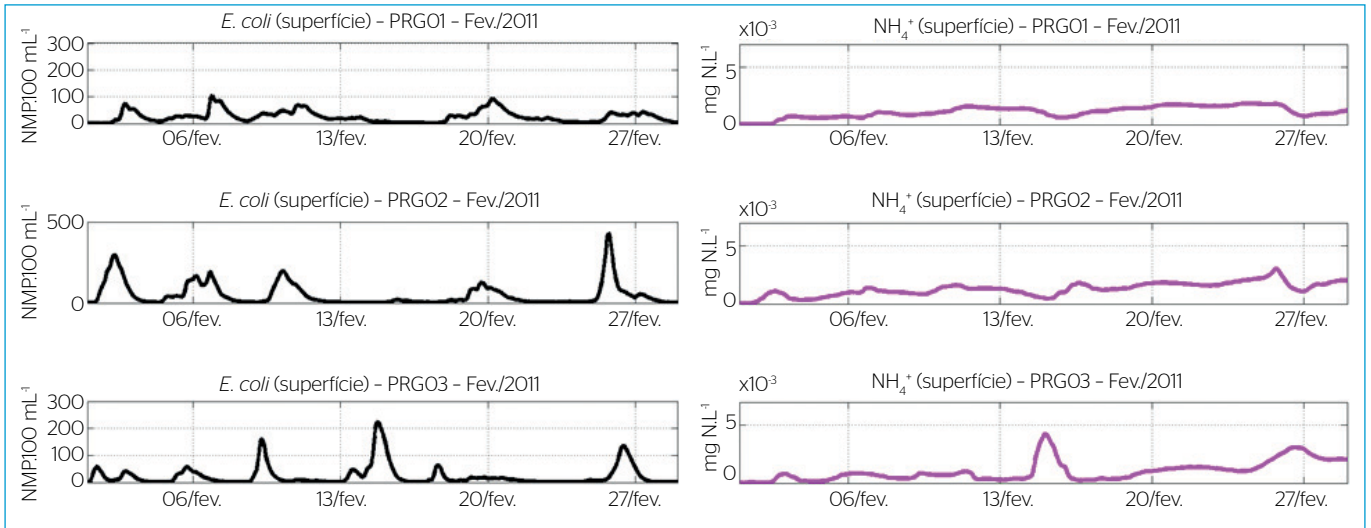 E. coli (superfície) – PRG01 – Fev./2011
NMP.100 mL⁻¹
300
200
100
0
06/fev. 13/fev. 20/fev. 27/fev.
NH₄⁺ (superfície) – PRG01 – Fev./2011
x10⁻³
mg N.L⁻¹
5
0
06/fev. 13/fev. 20/fev. 27/fev.
E. coli (superfície) – PRG02 – Fev./2011
NMP.100 mL⁻¹
500
0
06/fev. 13/fev. 20/fev. 27/fev.
NH₄⁺ (superfície) – PRG02 – Fev./2011
x10⁻³
mg N.L⁻¹
5
0
06/fev. 13/fev. 20/fev. 27/fev.
E. coli (superfície) – PRG03 – Fev./2011
NMP.100 mL⁻¹
300
200
100
0
06/fev. 13/fev. 20/fev. 27/fev.
NH₄⁺ (superfície) – PRG03 – Fev./2011
x10⁻³
mg N.L⁻¹
5
0
06/fev. 13/fev. 20/fev. 27/fev.